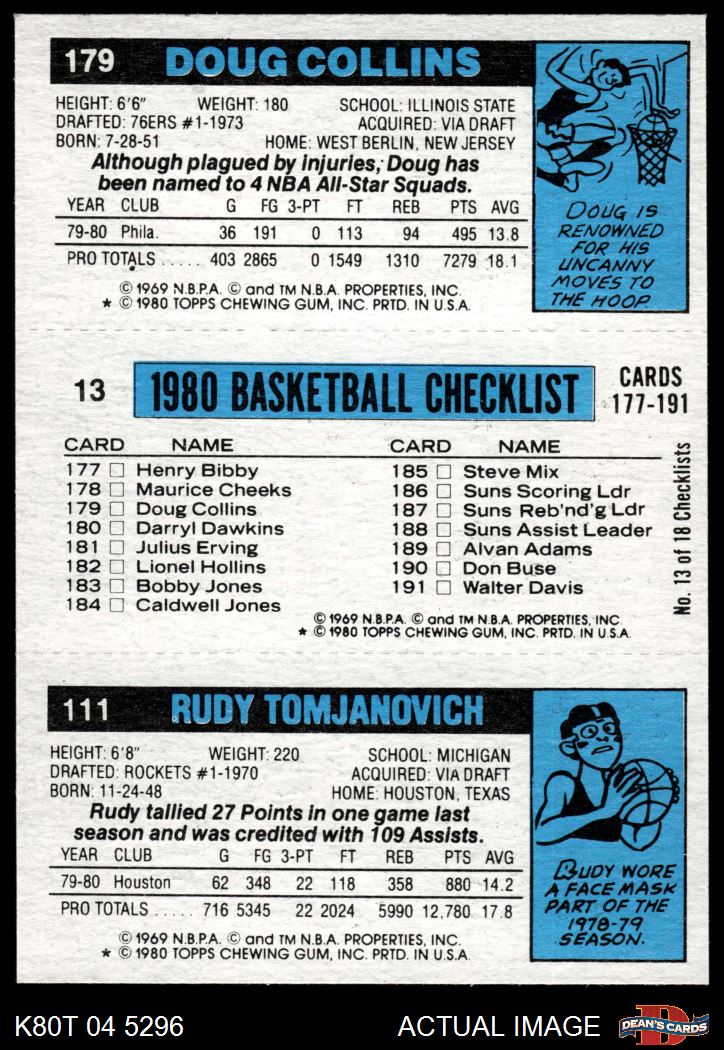 179 DOUG COLLINS
HEIGHT: 6'6" WEIGHT: 180 SCHOOL: ILLINOIS STATE
DRAFTED: 76ERS #1-1973 ACQUIRED: VIA DRAFT
BORN: 7-28-51 HOME: WEST BERLIN, NEW JERSEY
Although plagued by injuries, Doug has
been named to 4 NBA All-Star Squads.
YEAR CLUB G FG 3-PT FT REB PTS AVG
79-80 Phila. 36 191 0 113 94 495 13.8
PRO TOTALS ..... 403 2865 0 1549 1310 7279 18.1
© 1969 N.B.P.A. © and TM N.B.A. PROPERTIES, INC.
* © 1980 TOPPS CHEWING GUM, INC. PRTD. IN U.S.A.
DOUG IS
RENOWNED
FOR HIS
UNCANNY
MOVES TO
THE HOOP.
13 1980 BASKETBALL CHECKLIST CARDS
177-191
CARD NAME
177 □ Henry Bibby
178 □ Maurice Cheeks
179 □ Doug Collins
180 □ Darryl Dawkins
181 □ Julius Erving
182 □ Lionel Hollins
183 □ Bobby Jones
184 □ Caldwell Jones
CARD NAME
185 □ Steve Mix
186 □ Suns Scoring Ldr
187 □ Suns Reb'nd'g Ldr
188 □ Suns Assist Leader
189 □ Alvan Adams
190 □ Don Buse
191 □ Walter Davis
No. 13 of 18 Checklists
© 1969 N.B.P.A. © and TM N.B.A. PROPERTIES, INC.
* © 1980 TOPPS CHEWING GUM, INC. PRTD. IN U.S.A.
111 RUDY TOMJANOVICH
HEIGHT: 6'8" WEIGHT: 220 SCHOOL: MICHIGAN
DRAFTED: ROCKETS #1-1970 ACQUIRED: VIA DRAFT
BORN: 11-24-48 HOME: HOUSTON, TEXAS
Rudy tallied 27 Points in one game last
season and was credited with 109 Assists.
YEAR CLUB G FG 3-PT FT REB PTS AVG
79-80 Houston 62 348 22 118 358 880 14.2
PRO TOTALS ..... 716 5345 22 2024 5990 12,780 17.8
© 1969 N.B.P.A. © and TM N.B.A. PROPERTIES, INC.
* © 1980 TOPPS CHEWING GUM, INC. PRTD. IN U.S.A.
RUDY WORE
A FACE MASK
PART OF THE
1978-79
SEASON.
K80T 04 5296 ACTUAL IMAGE D DEAN'S CARDS